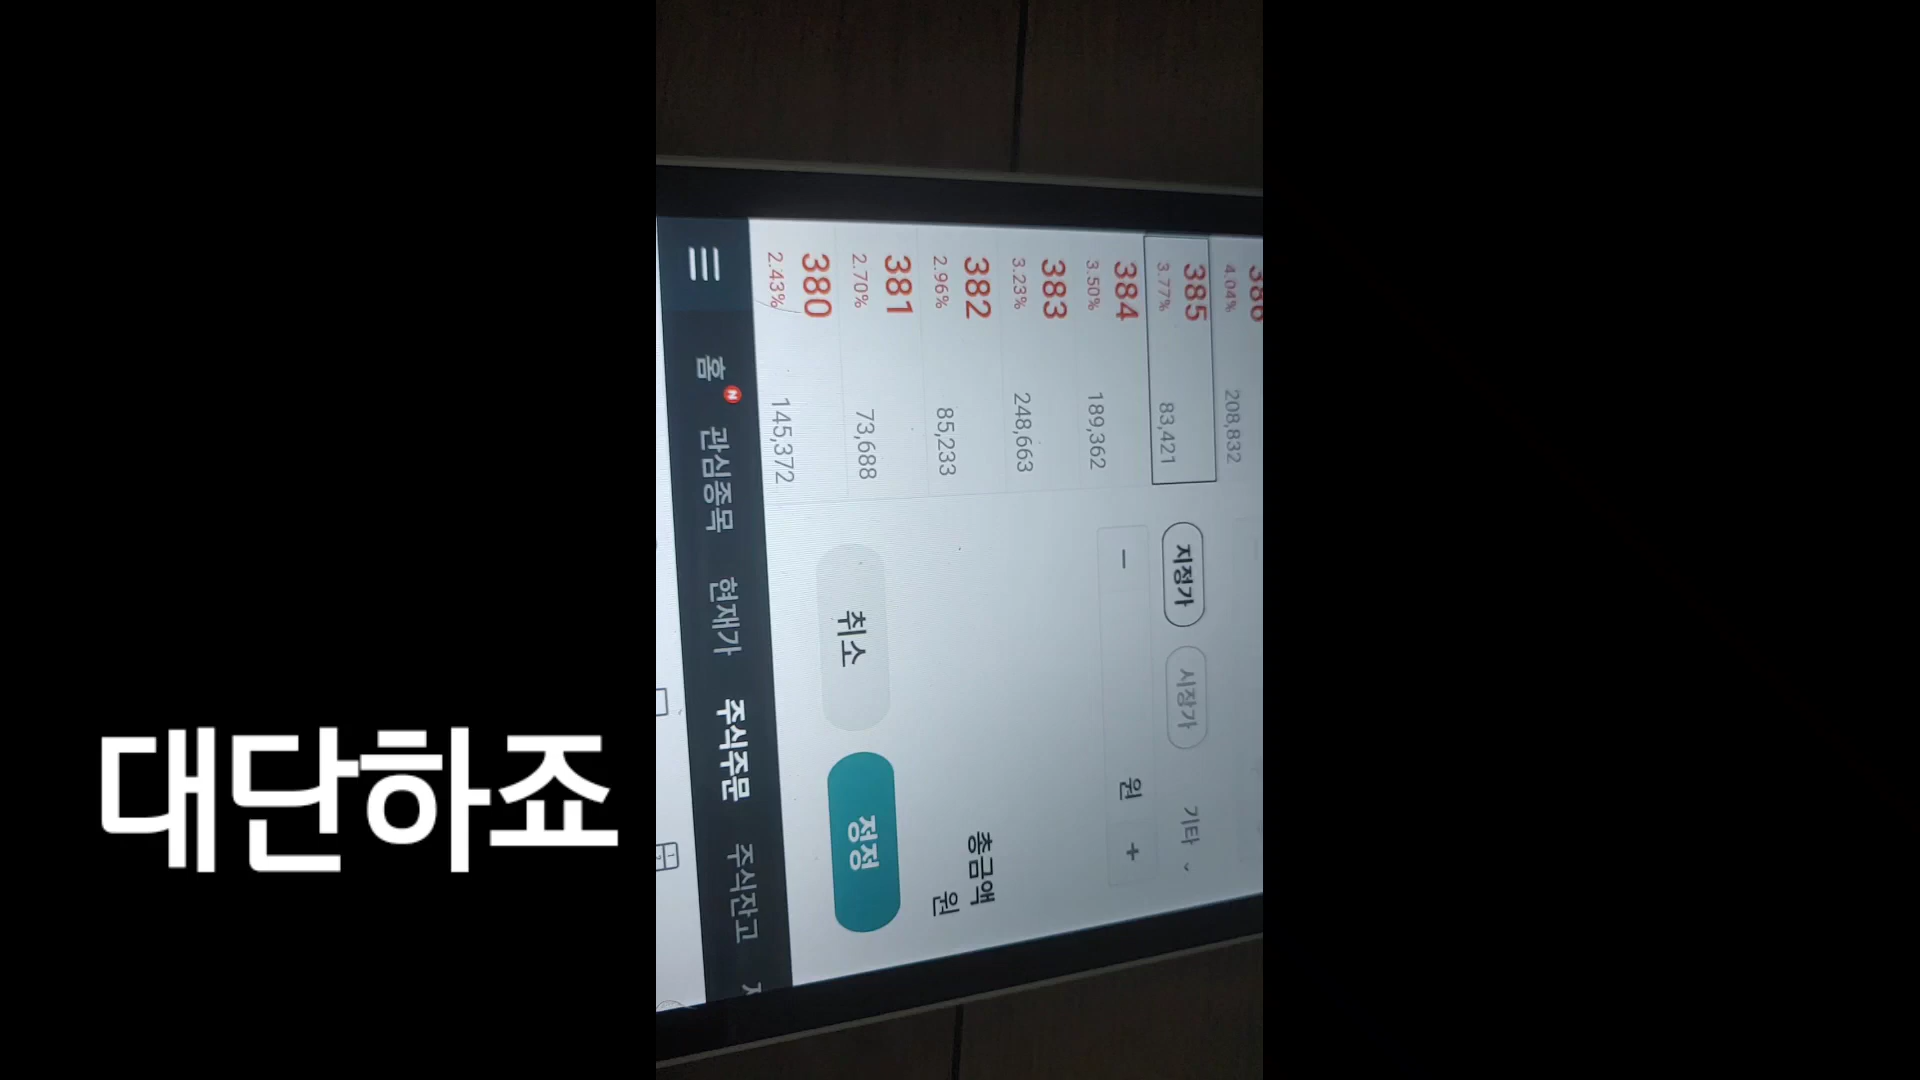 대단하죠
4.04%
208,832
385
3.77%
83,421
384
3.50%
189,362
383
3.23%
248,663
382
2.96%
85,233
381
2.70%
73,688
380
2.43%
145,372
지정가
시장가
기타
−
원
+
총금액
원
취소
정정
홈
N
관심종목
현재가
주식주문
주식잔고